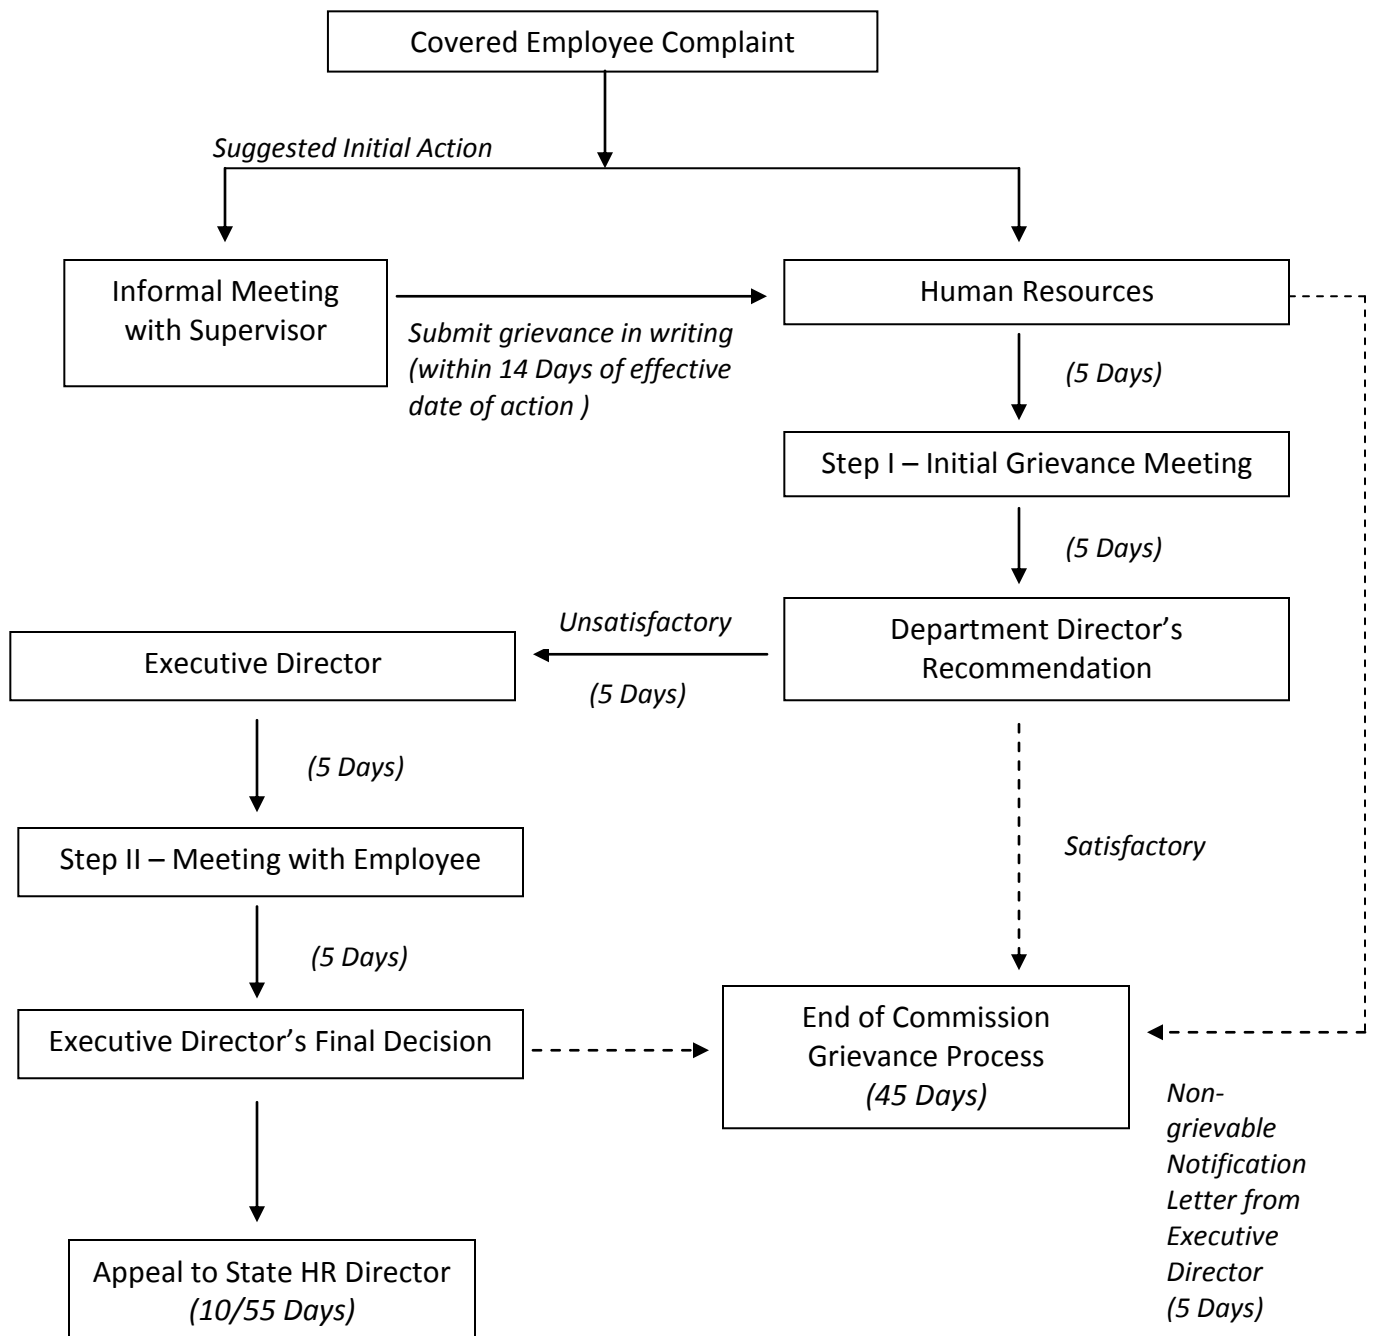 Covered Employee Complaint
Suggested Initial Action
Informal Meeting
with Supervisor
Submit grievance in writing
(within 14 Days of effective
date of action )
Human Resources
(5 Days)
Step I – Initial Grievance Meeting
(5 Days)
Department Director’s
Recommendation
Unsatisfactory
(5 Days)
Executive Director
(5 Days)
Step II – Meeting with Employee
(5 Days)
Executive Director’s Final Decision
Satisfactory
End of Commission
Grievance Process
(45 Days)
Non-
grievable
Notification
Letter from
Executive
Director
(5 Days)
Appeal to State HR Director
(10/55 Days)